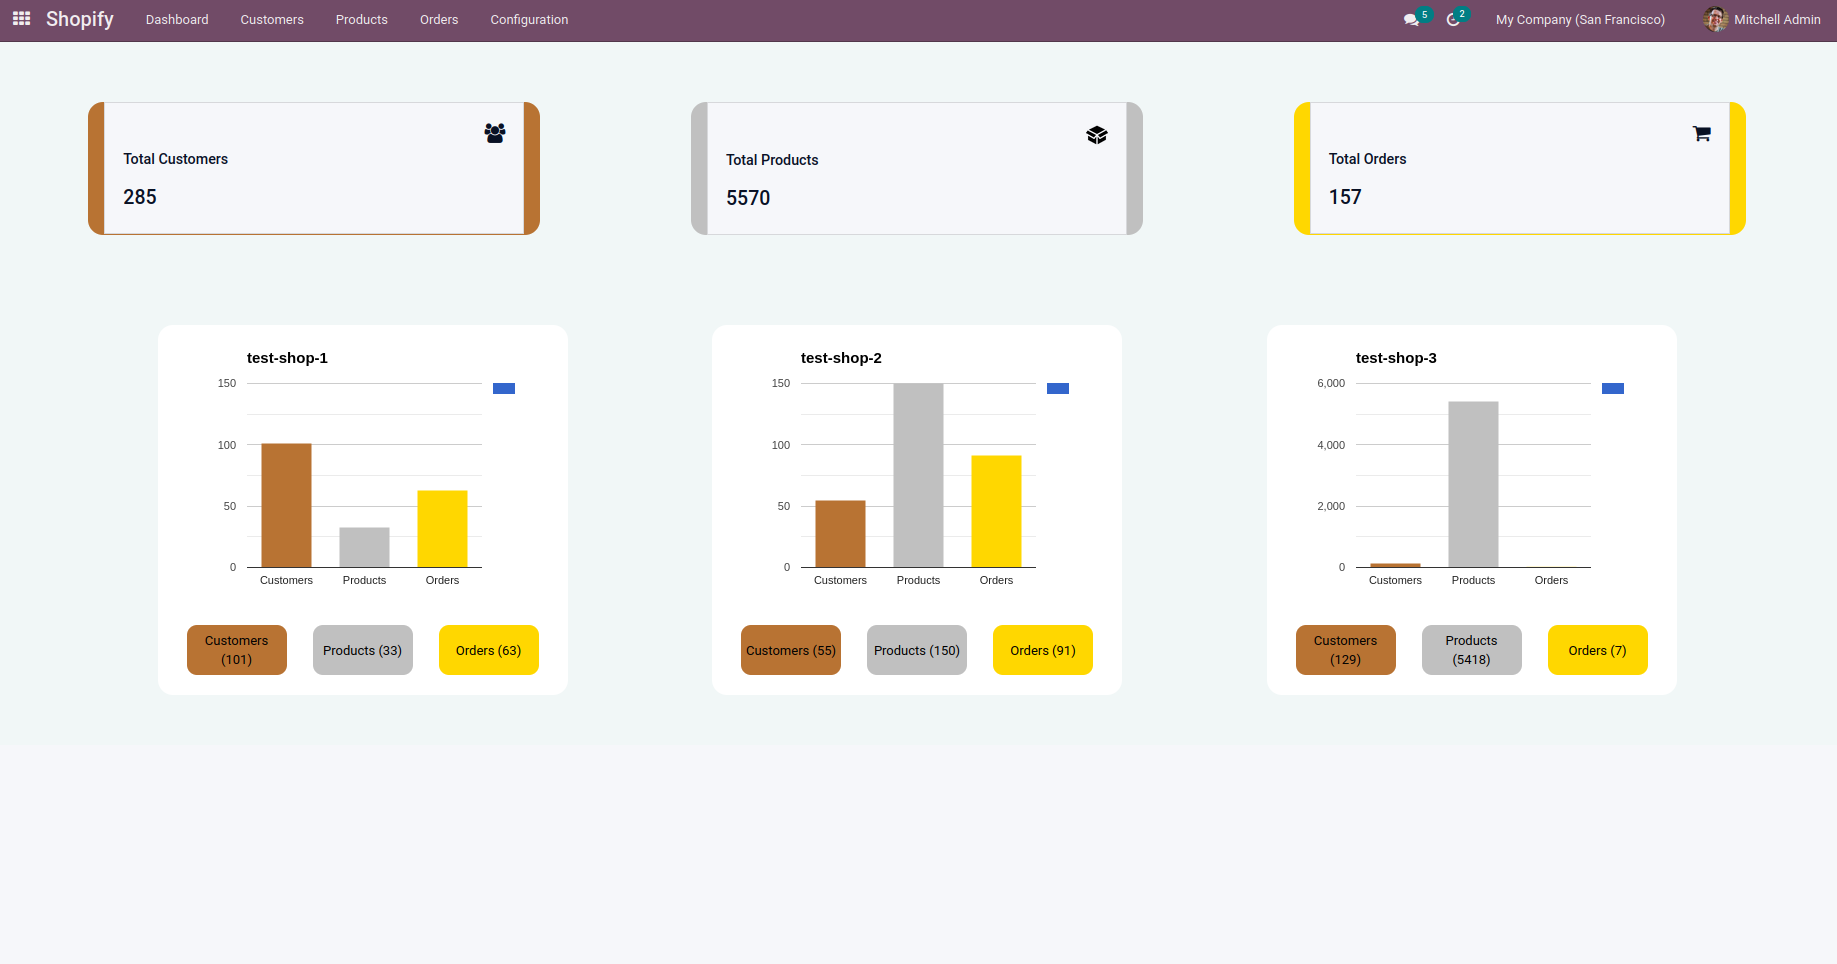 Shopify Dashboard Customers Products Orders Configuration 5 2 My Company (San Francisco) Mitchell Admin
Total Customers
285
Total Products
5570
Total Orders
157
test-shop-1
150
100
50
0
Customers Products Orders
Customers
(101)
Products (33)
Orders (63)
test-shop-2
150
100
50
0
Customers Products Orders
Customers (55)
Products (150)
Orders (91)
test-shop-3
6,000
4,000
2,000
0
Customers Products Orders
Customers
(129)
Products
(5418)
Orders (7)